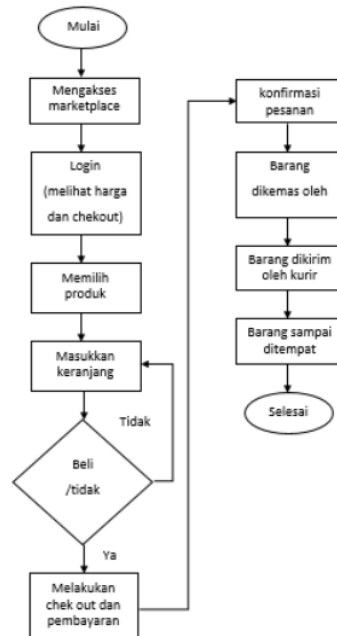 Mulai
Mengakses
marketplace
Login
(melihat harga
dan chekout)
Memilih
produk
Masukkan
keranjang
Tidak
Beli
/tidak
Ya
Melakukan
chek out dan
pembayaran
konfirmasi
pesanan
Barang
dikemas oleh
Barang dikirim
oleh kurir
Barang sampai
ditempat
Selesai